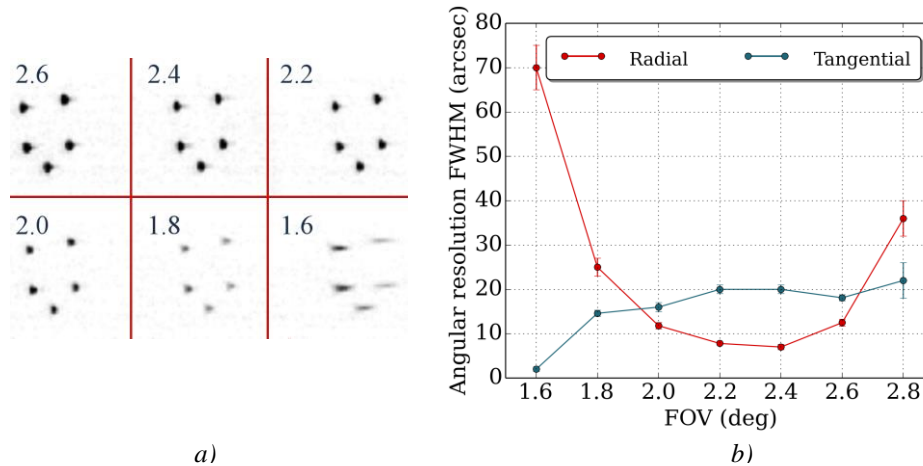 2.6 2.4 2.2
2.0 1.8 1.6
a)
Angular resolution FWHM (arcsec)
80
70
60
50
40
30
20
10
0
Radial Tangential
1.6 1.8 2.0 2.2 2.4 2.6 2.8
FOV (deg)
b)